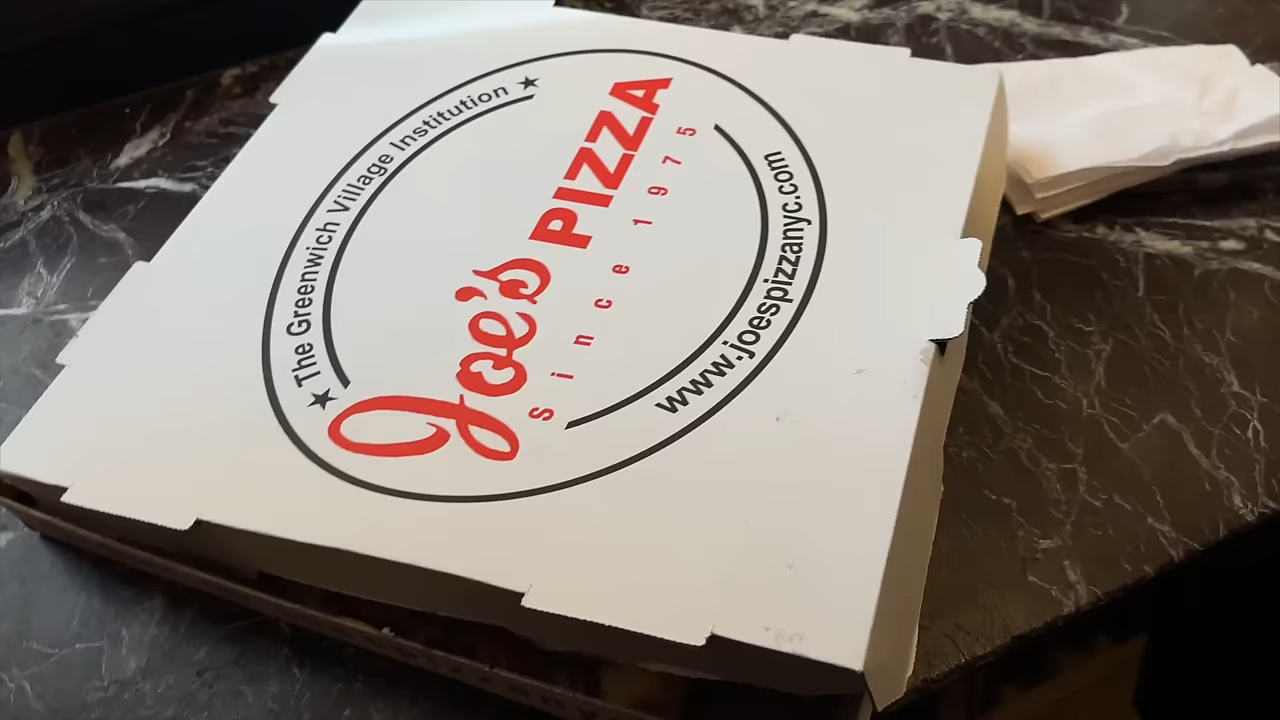 ★ The Greenwich Village Institution ★
Joe's PIZZA
since 1975
www.joespizzanyc.com